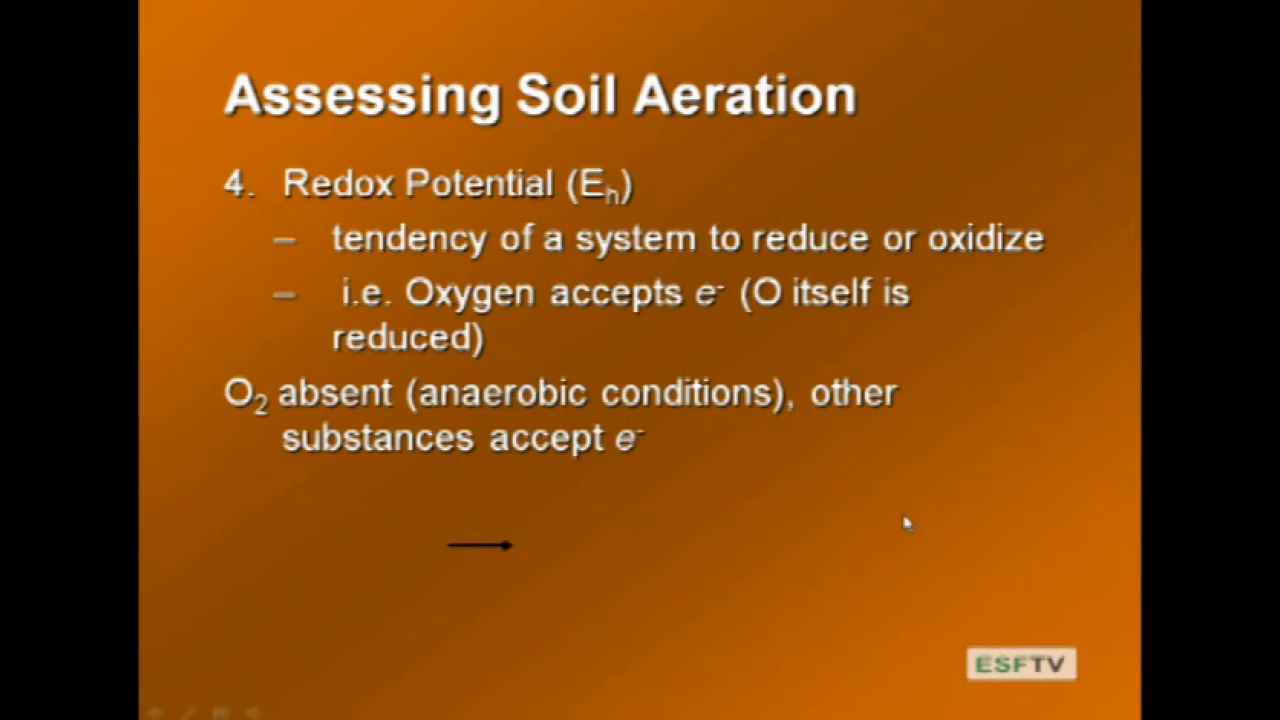 Assessing Soil Aeration
4. Redox Potential (Eh)
– tendency of a system to reduce or oxidize
– i.e. Oxygen accepts e- (O itself is
reduced)
O2 absent (anaerobic conditions), other
substances accept e-
ESFTV